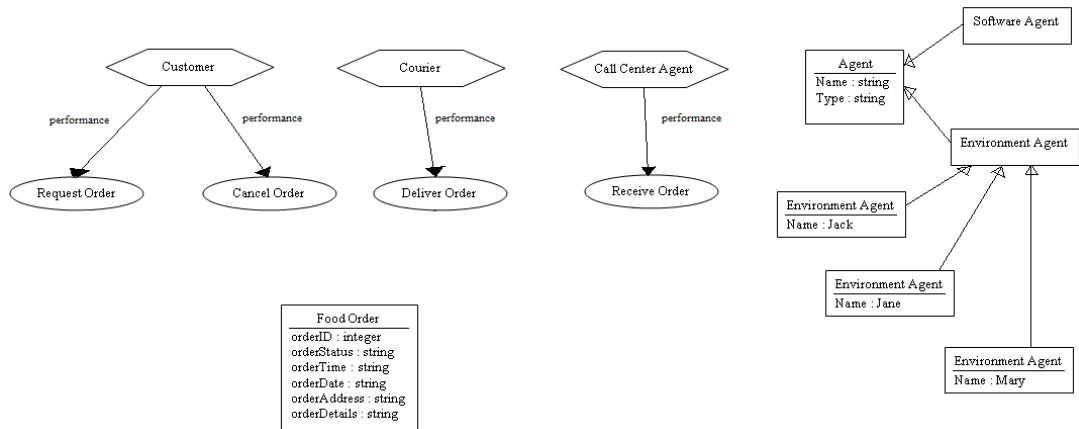 Software Agent
Customer
Courier
Call Center Agent
Agent
Name : string
Type : string
performance
performance
performance
performance
Environment Agent
Request Order
Cancel Order
Deliver Order
Receive Order
Environment Agent
Name : Jack
Environment Agent
Name : Jane
Food Order
orderID : integer
orderStatus : string
orderTime : string
orderDate : string
orderAddress : string
orderDetails : string
Environment Agent
Name : Mary